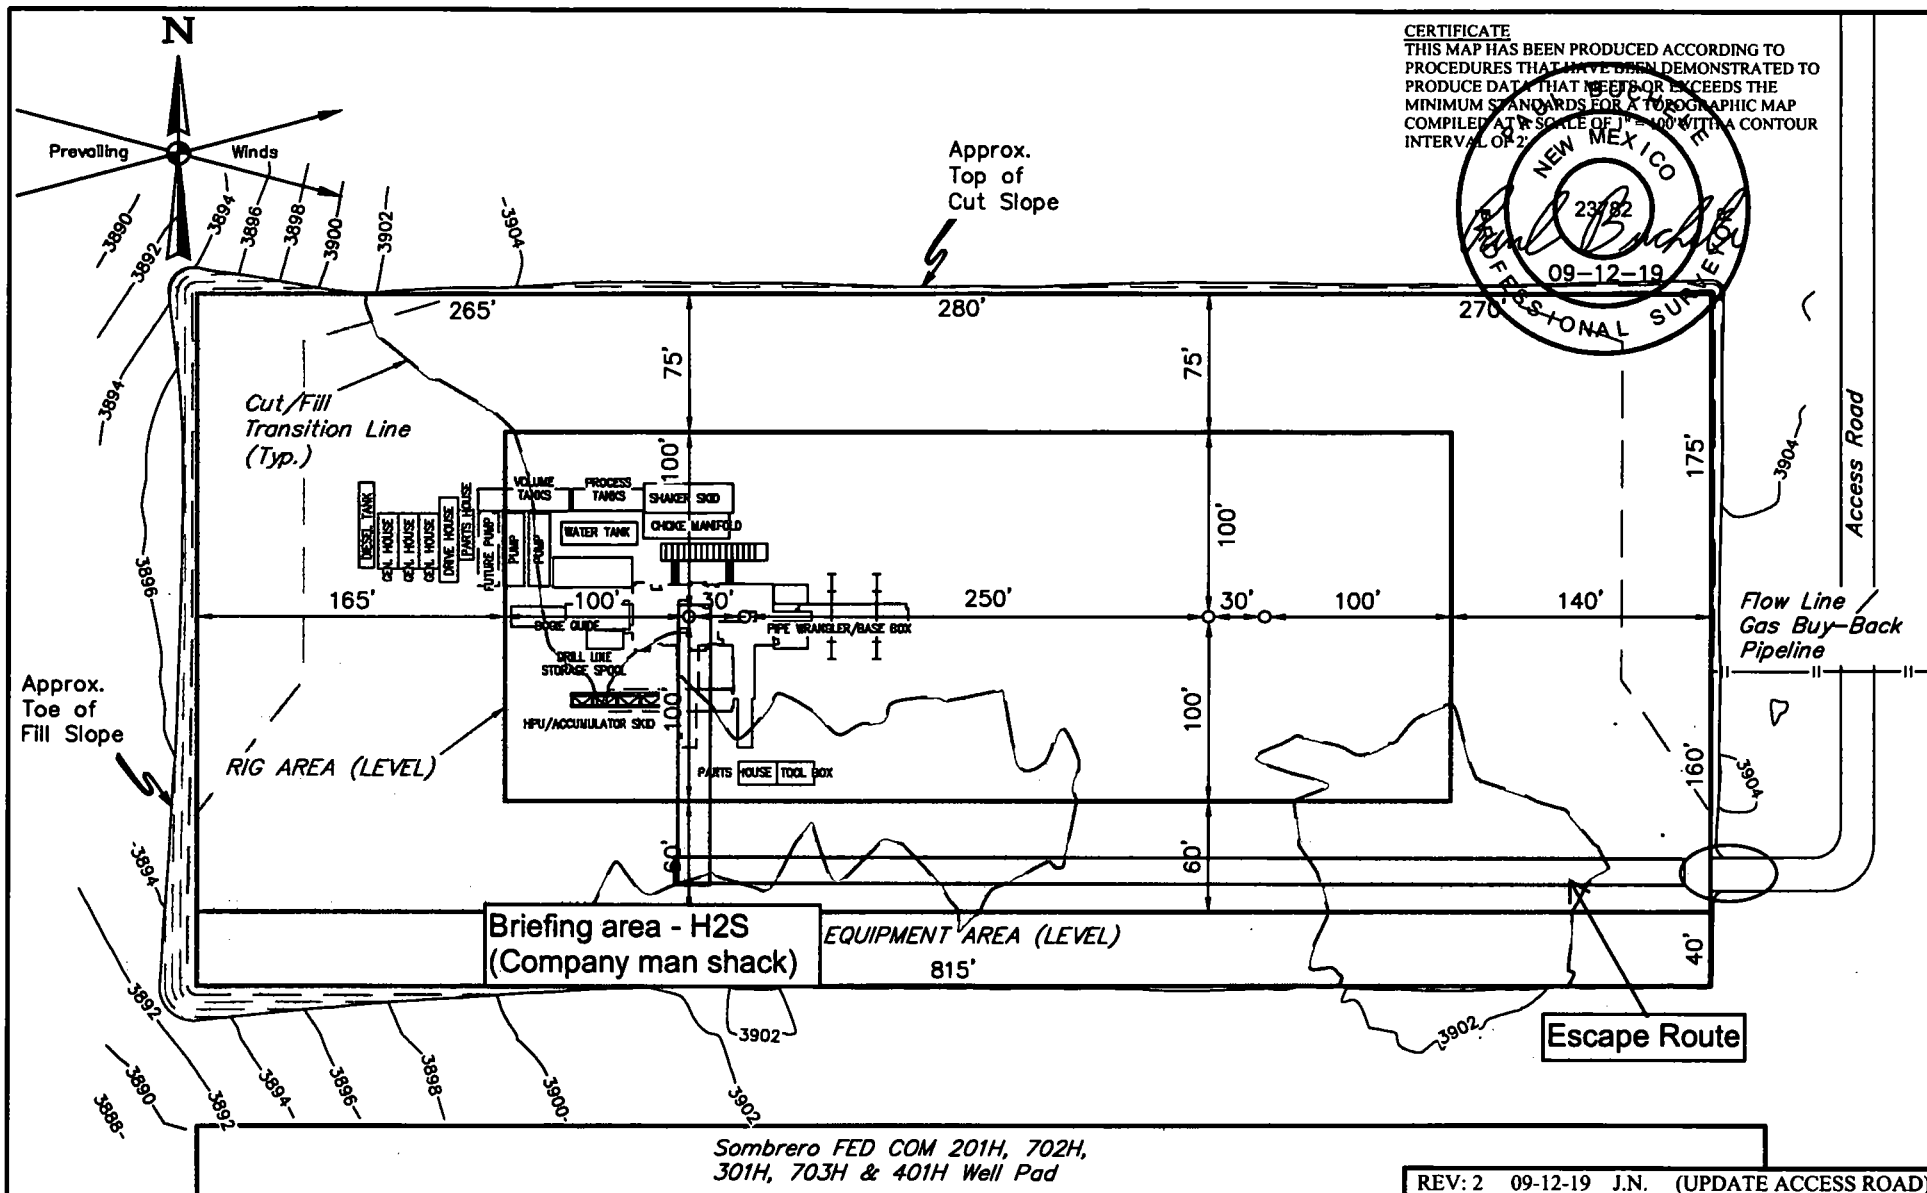 N
Prevailing Winds
CERTIFICATE
THIS MAP HAS BEEN PRODUCED ACCORDING TO
PROCEDURES THAT HAVE BEEN DEMONSTRATED TO
PRODUCE DATA THAT MEETS OR EXCEEDS THE
MINIMUM STANDARDS FOR A TOPOGRAPHIC MAP
COMPILED AT A SCALE OF 1" = 100' WITH A CONTOUR
INTERVAL OF 2'
PAUL BUCHELE
NEW MEXICO
23782
09-12-19
PROFESSIONAL SURVEYOR
Approx.
Top of
Cut Slope
3890
3892
3894
3896
3898
3900
3902
3904
265'
280'
270'
75'
75'
3894
Cut/Fill
Transition Line
(Typ.)
100'
175'
3904
Access Road
DIESEL TANK
GEN. HOUSE
GEN. HOUSE
GEN. HOUSE
DRIVE HOUSE
PARTS HOUSE
FUTURE PUMP
PUMP
PUMP
VOLUME
TANKS
PROCESS
TANKS
SHAKER SKID
WATER TANK
CHOKE MANIFOLD
100'
3896
165'
100'
30'
250'
30'
100'
140'
Flow Line /
Gas Buy-Back
Pipeline
PIPE WRANGLER/BASE BOX
DRILL LINE
STORAGE SPOOL
HPU/ACCUMULATOR SKID
100'
100'
160'
3904
Approx.
Toe of
Fill Slope
RIG AREA (LEVEL)
PARTS HOUSE
TOOL BOX
60'
60'
3894
Briefing area - H2S
(Company man shack)
EQUIPMENT AREA (LEVEL)
815'
40'
3892
3902
3902
Escape Route
3888
3890
3892
3894
3896
3898
3900
3902
Sombrero FED COM 201H, 702H,
301H, 703H & 401H Well Pad
REV: 2 09-12-19 J.N. (UPDATE ACCESS ROAD)